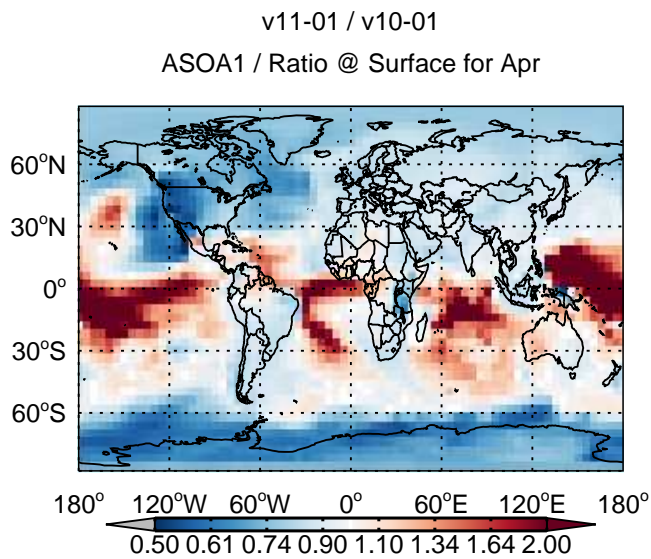 v11-01 / v10-01
ASOA1 / Ratio @ Surface for Apr
60°N
30°N
0°
30°S
60°S
180° 120°W 60°W 0° 60°E 120°E 180°
0.50 0.61 0.74 0.90 1.10 1.34 1.64 2.00